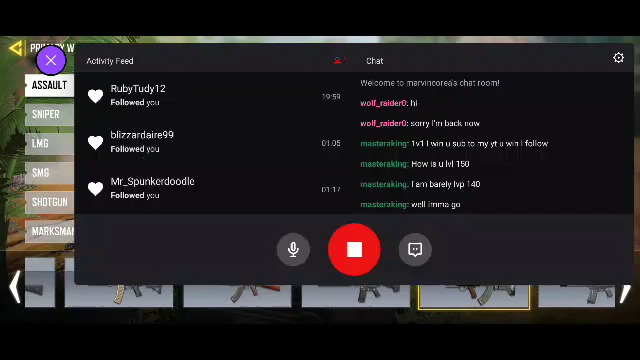 PRIMARY W
Activity Feed
1
Chat
ASSAULT
SNIPER
LMG
SMG
SHOTGUN
MARKSMAN
RubyTudy12
Followed you
19:59
blizzardaire99
Followed you
01:05
Mr_Spunkerdoodle
Followed you
01:17
Welcome to marvincorea's chat room!
wolf_raider0: hi
wolf_raider0: sorry I'm back now
masteraking: 1v1 I win u sub to my yt u win I follow
masteraking: How is u lvl 150
masteraking: I am barely lvp 140
masteraking: well imma go